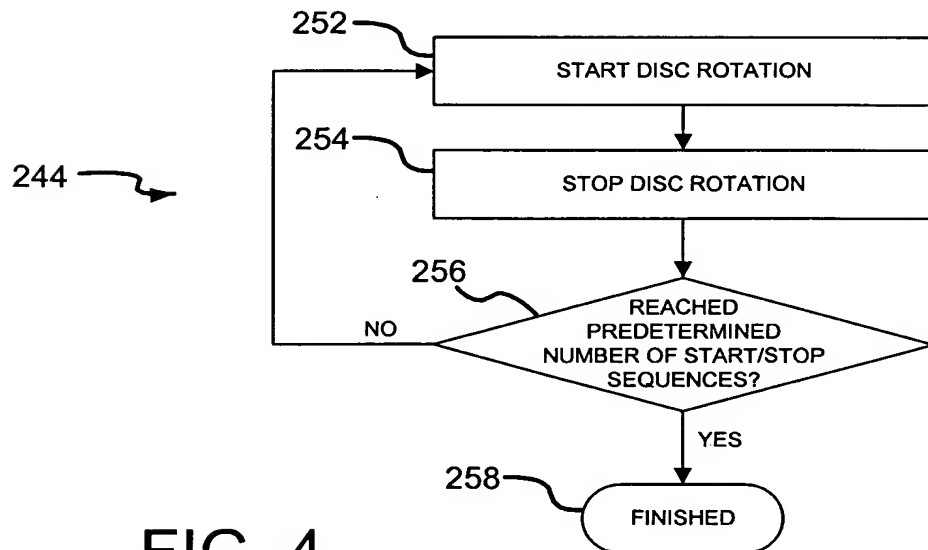 252
START DISC ROTATION
254
STOP DISC ROTATION
244
256
REACHED
PREDETERMINED
NUMBER OF START/STOP
SEQUENCES?
NO
YES
258
FINISHED
FIG. 4